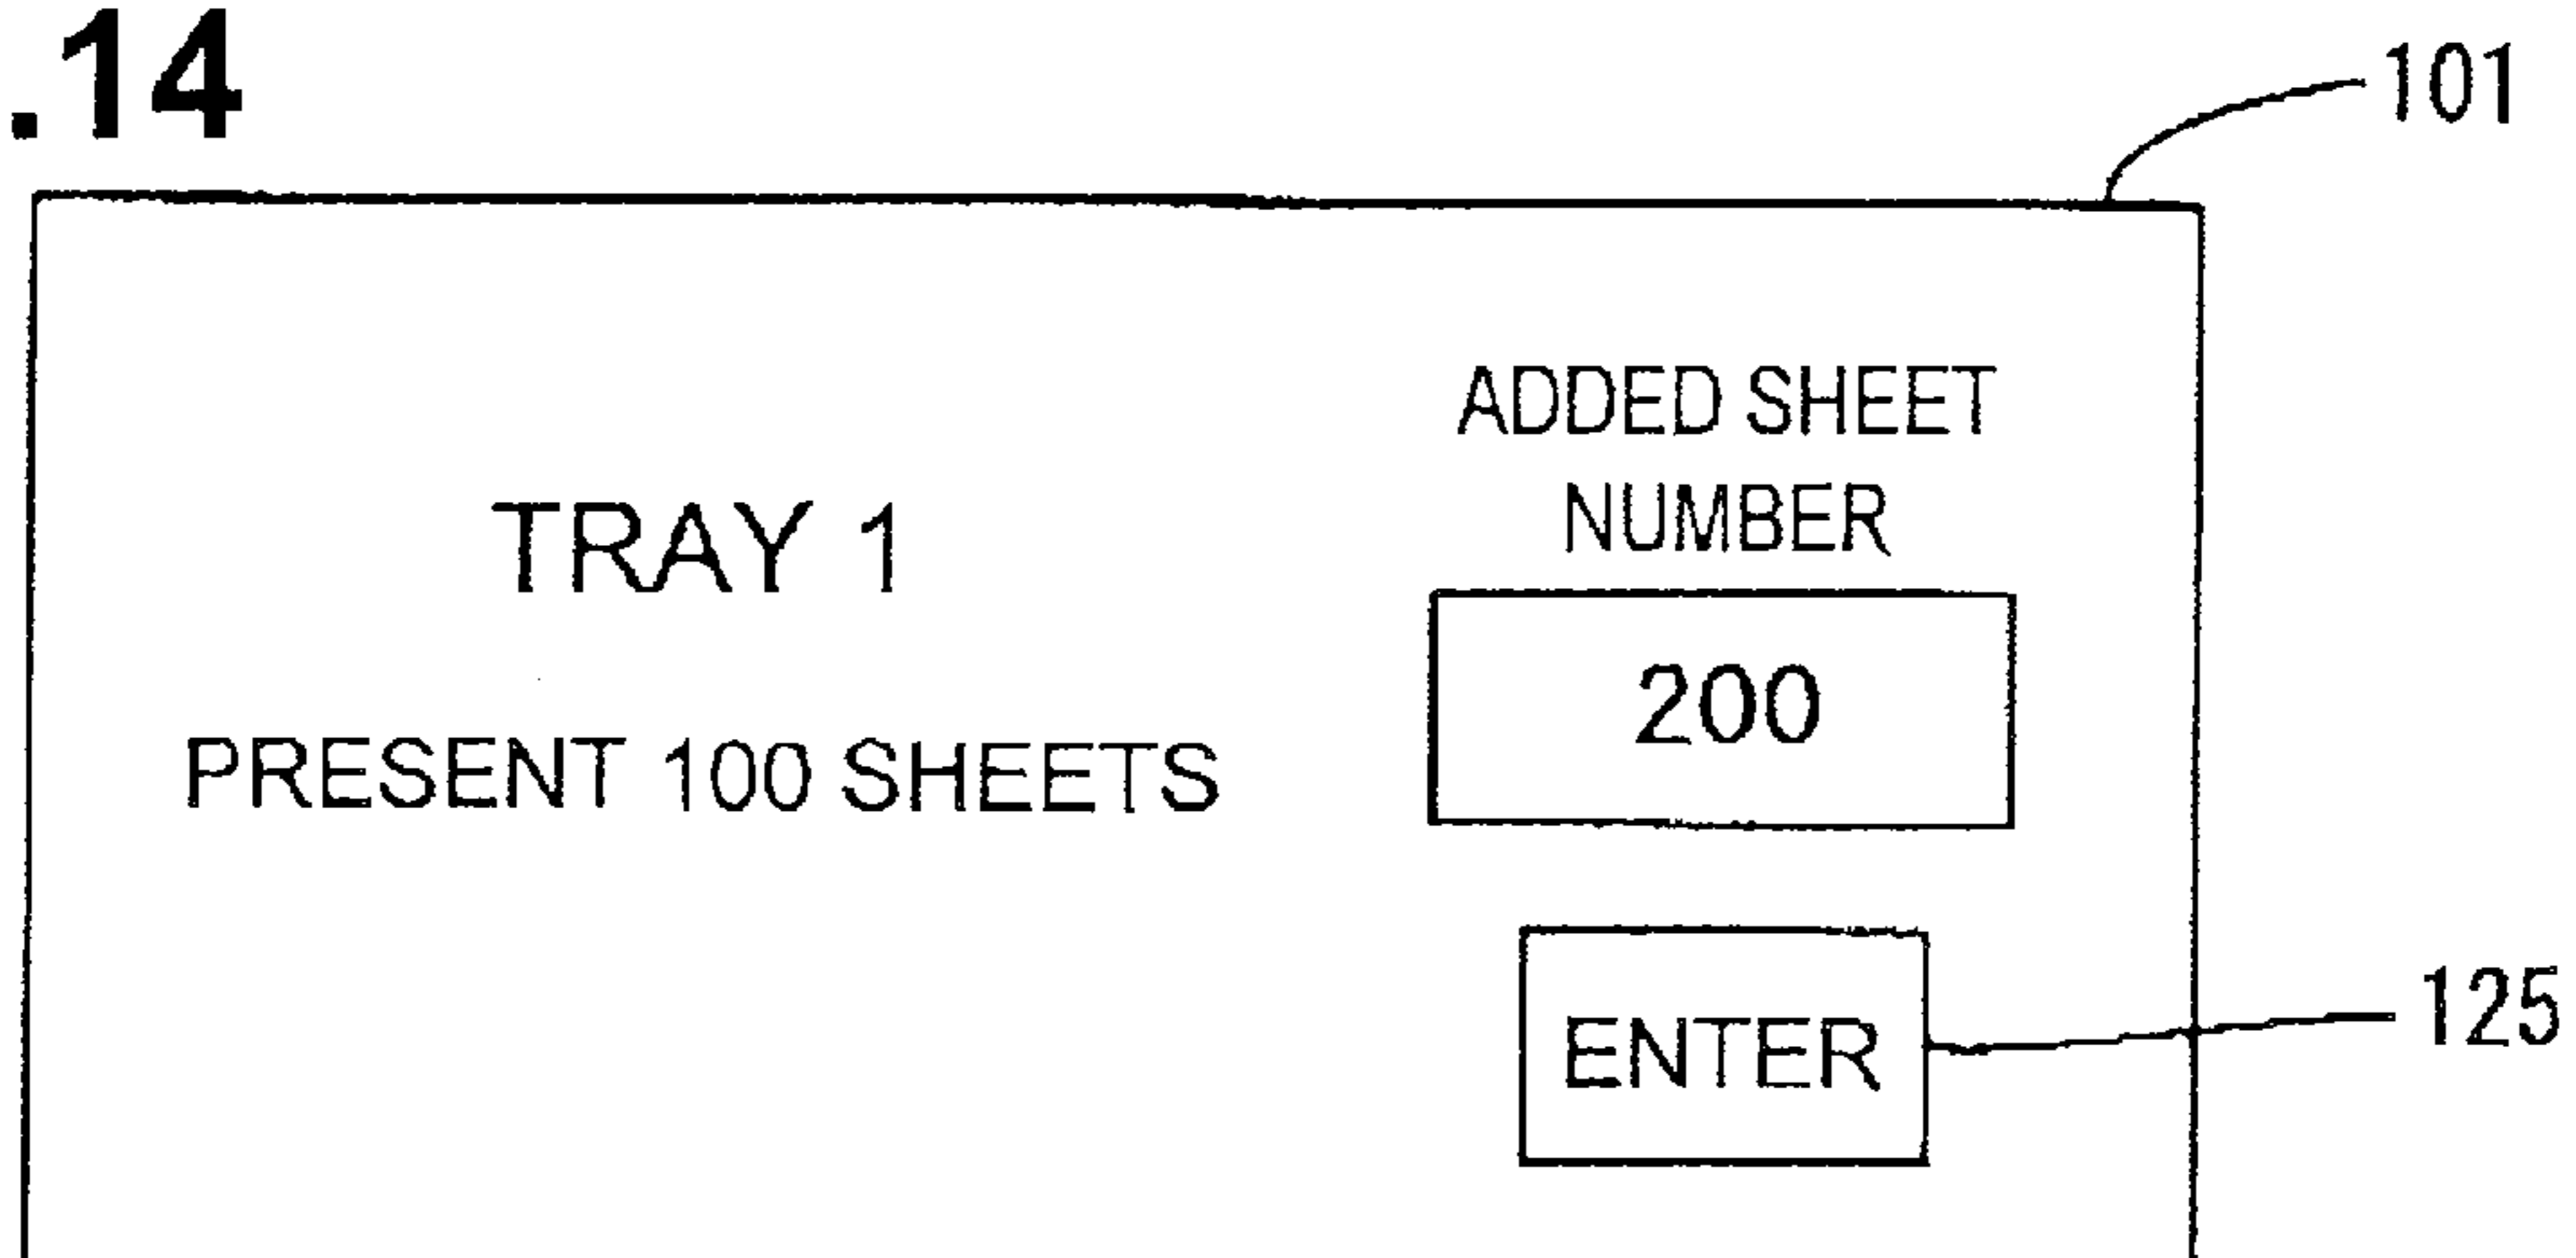 .14
101
ADDED SHEET
NUMBER
TRAY 1
200
PRESENT 100 SHEETS
ENTER
125